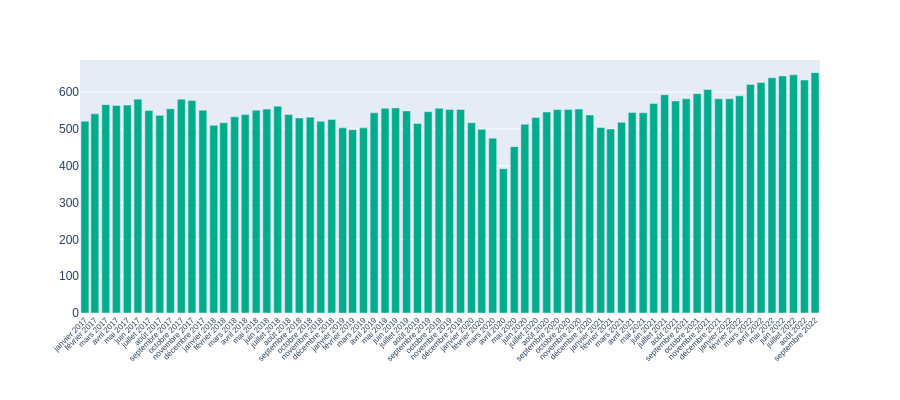 600
500
400
300
200
100
0
janvier 2017
février 2017
mars 2017
avril 2017
mai 2017
juin 2017
juillet 2017
août 2017
septembre 2017
octobre 2017
novembre 2017
décembre 2017
janvier 2018
février 2018
mars 2018
avril 2018
mai 2018
juin 2018
juillet 2018
août 2018
septembre 2018
octobre 2018
novembre 2018
décembre 2018
janvier 2019
février 2019
mars 2019
avril 2019
mai 2019
juin 2019
juillet 2019
août 2019
septembre 2019
octobre 2019
novembre 2019
décembre 2019
janvier 2020
février 2020
mars 2020
avril 2020
mai 2020
juin 2020
juillet 2020
août 2020
septembre 2020
octobre 2020
novembre 2020
décembre 2020
janvier 2021
février 2021
mars 2021
avril 2021
mai 2021
juin 2021
juillet 2021
août 2021
septembre 2021
octobre 2021
novembre 2021
décembre 2021
janvier 2022
février 2022
mars 2022
avril 2022
mai 2022
juin 2022
juillet 2022
août 2022
septembre 2022